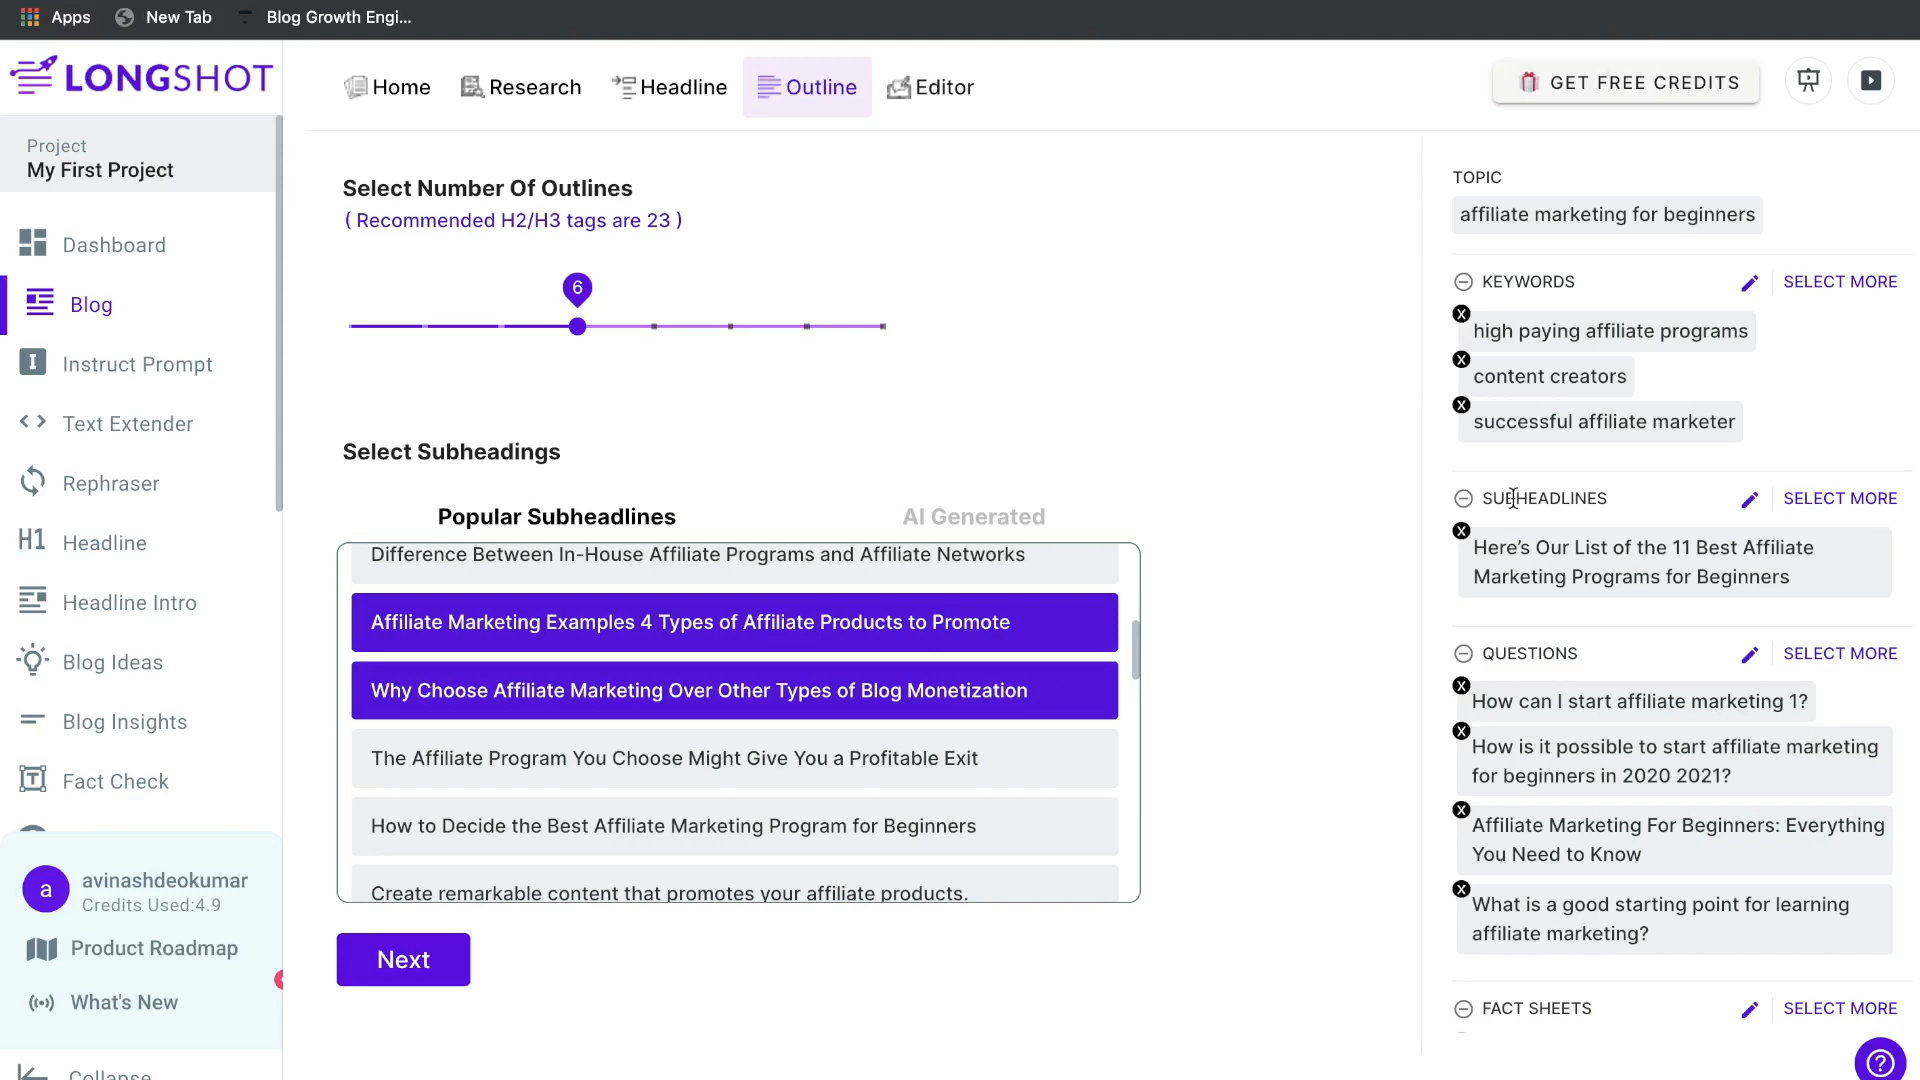 Apps
New Tab
Blog Growth Engi...
LONGSHOT
Home
Research
Headline
Outline
Editor
GET FREE CREDITS
Project
My First Project
Dashboard
Blog
Instruct Prompt
Text Extender
Rephraser
H1 Headline
Headline Intro
Blog Ideas
Blog Insights
Fact Check
a
avinashdeokumar
Credits Used:4.9
Product Roadmap
What's New
Collapse
Select Number Of Outlines
( Recommended H2/H3 tags are 23 )
6
Select Subheadings
Popular Subheadlines
AI Generated
Difference Between In-House Affiliate Programs and Affiliate Networks
Affiliate Marketing Examples 4 Types of Affiliate Products to Promote
Why Choose Affiliate Marketing Over Other Types of Blog Monetization
The Affiliate Program You Choose Might Give You a Profitable Exit
How to Decide the Best Affiliate Marketing Program for Beginners
Create remarkable content that promotes your affiliate products.
Next
TOPIC
affiliate marketing for beginners
KEYWORDS
SELECT MORE
X
high paying affiliate programs
X
content creators
X
successful affiliate marketer
SUBHEADLINES
SELECT MORE
X
Here's Our List of the 11 Best Affiliate
Marketing Programs for Beginners
QUESTIONS
SELECT MORE
X
How can I start affiliate marketing 1?
X
How is it possible to start affiliate marketing
for beginners in 2020 2021?
X
Affiliate Marketing For Beginners: Everything
You Need to Know
X
What is a good starting point for learning
affiliate marketing?
FACT SHEETS
SELECT MORE
?